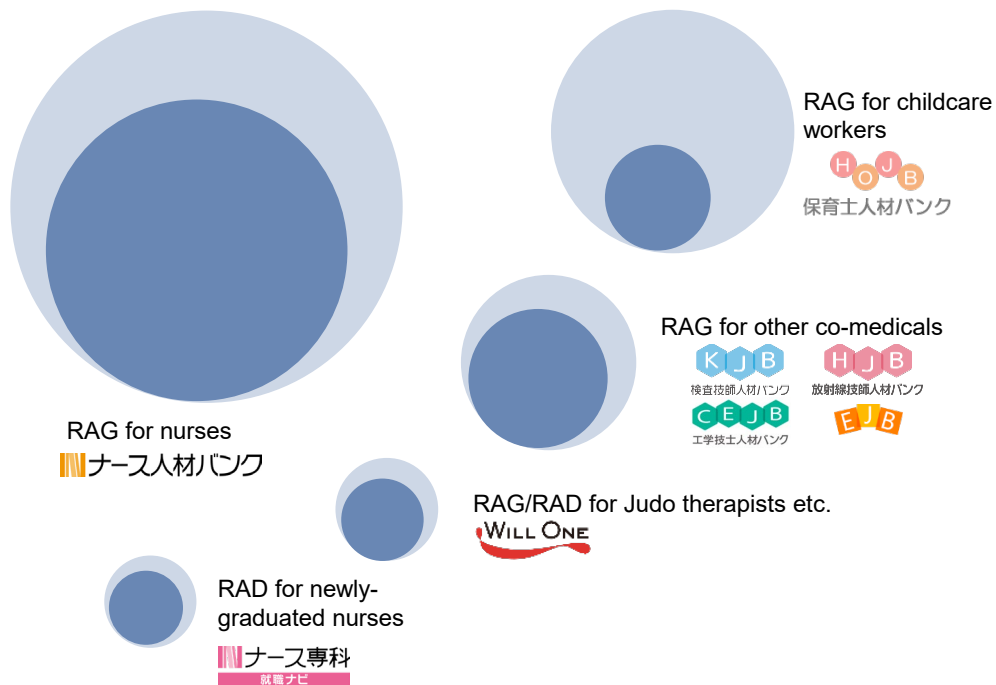 RAG for childcare
workers
HOJB
保育士人材バンク
RAG for other co-medicals
KJB
HJB
検査技師人材バンク
放射線技師人材バンク
CEJB
EJB
工学技士人材バンク
RAG for nurses
ナース人材バンク
RAG/RAD for Judo therapists etc.
WILL ONE
RAD for newly-
graduated nurses
ナース専科
就職ナビ